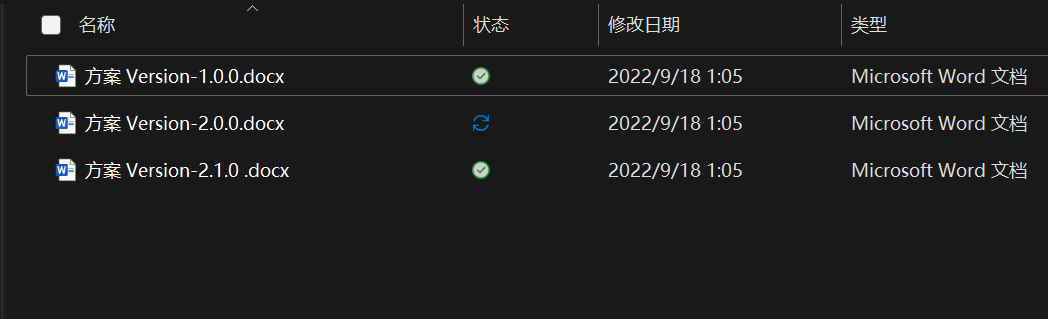 名称 状态 修改日期 类型
方案 Version-1.0.0.docx 2022/9/18 1:05 Microsoft Word 文档
方案 Version-2.0.0.docx 2022/9/18 1:05 Microsoft Word 文档
方案 Version-2.1.0 .docx 2022/9/18 1:05 Microsoft Word 文档